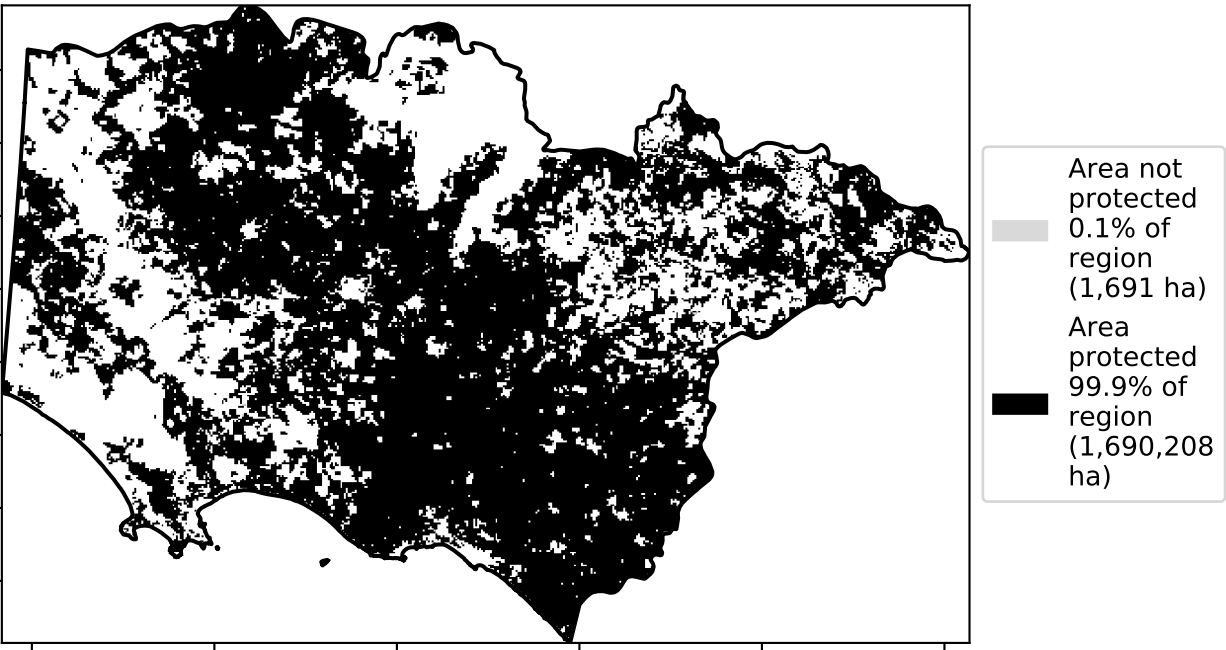 Area not
protected
0.1% of
region
(1,691 ha)
Area
protected
99.9% of
region
(1,690,208
ha)